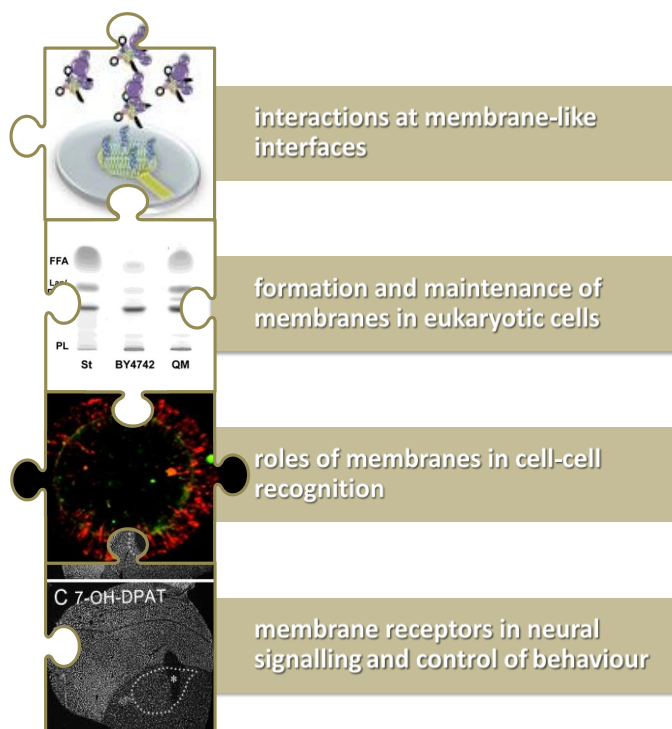 interactions at membrane-like
interfaces
FFA
PL
St BY4742 QM
formation and maintenance of
membranes in eukaryotic cells
roles of membranes in cell-cell
recognition
C 7-OH-DPAT
*
membrane receptors in neural
signalling and control of behaviour